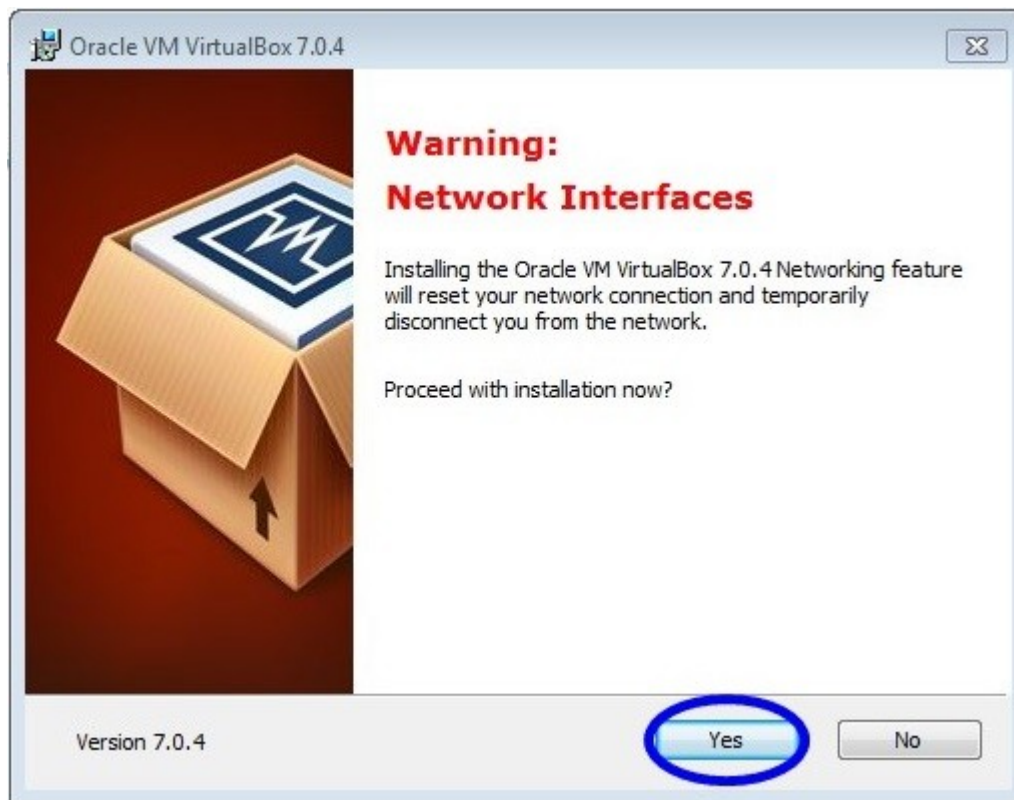 Oracle VM VirtualBox 7.0.4
Warning:
Network Interfaces
Installing the Oracle VM VirtualBox 7.0.4 Networking feature
will reset your network connection and temporarily
disconnect you from the network.
Proceed with installation now?
Version 7.0.4
Yes
No